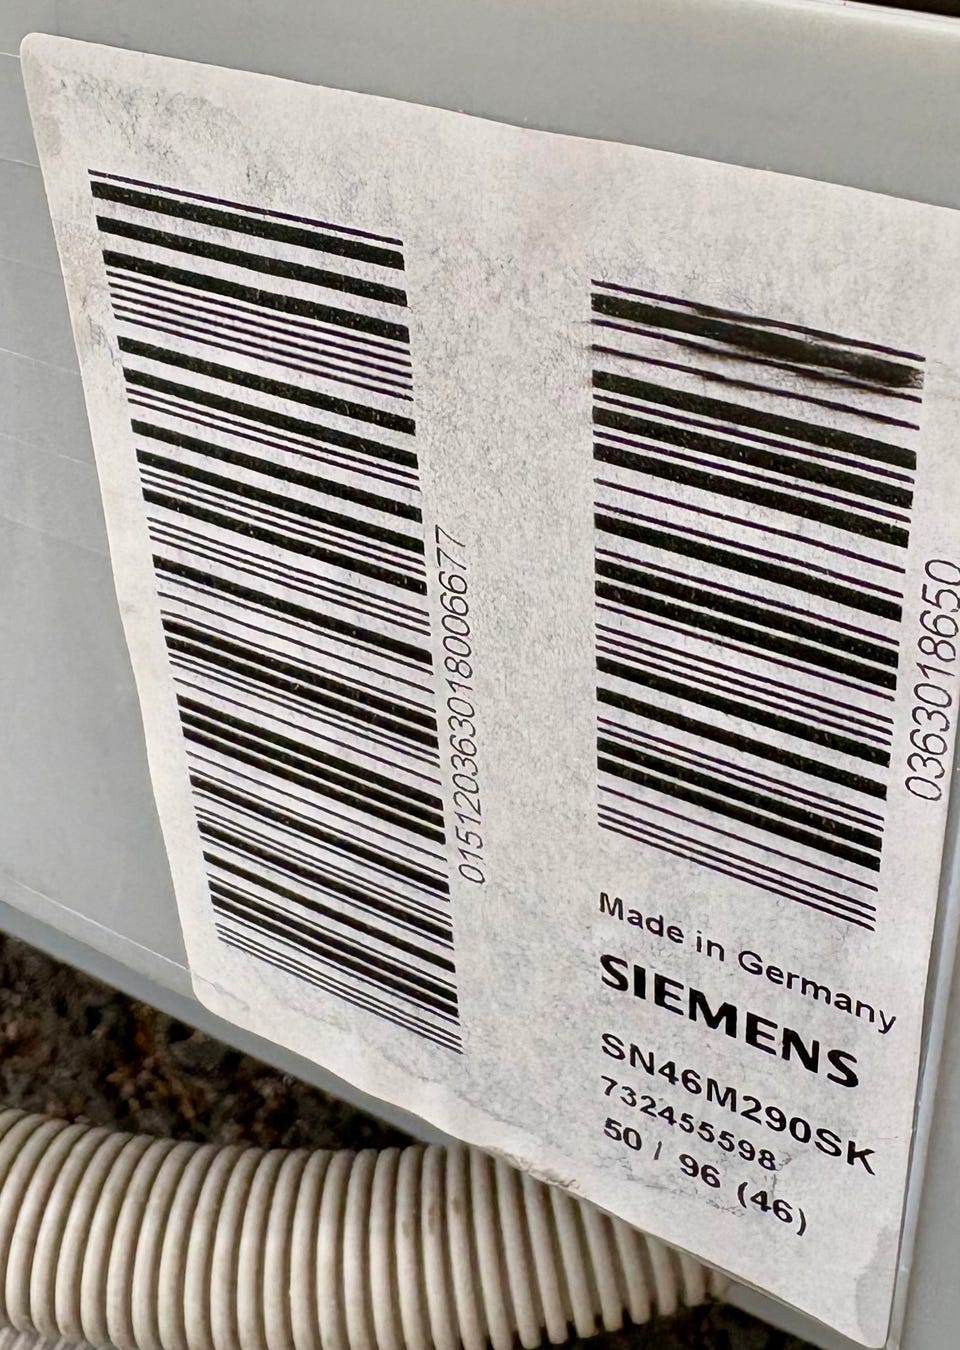 015120363018006677
0363018650
Made in Germany
SIEMENS
SN46M290SK
732455598
50 / 96 (46)